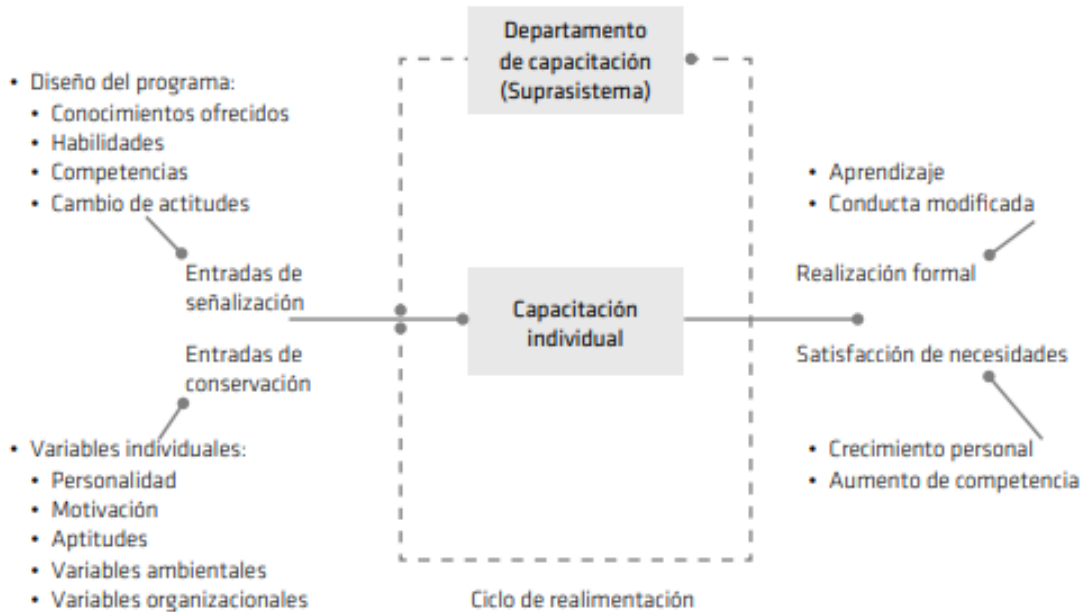 Departamento
de capacitación
(Suprasistema)
• Diseño del programa:
• Conocimientos ofrecidos
• Habilidades
• Competencias
• Cambio de actitudes
Entradas de
señalización
Entradas de
conservación
• Variables individuales:
• Personalidad
• Motivación
• Aptitudes
• Variables ambientales
• Variables organizacionales
Capacitación
individual
• Aprendizaje
• Conducta modificada
Realización formal
Satisfacción de necesidades
• Crecimiento personal
• Aumento de competencia
Ciclo de realimentación